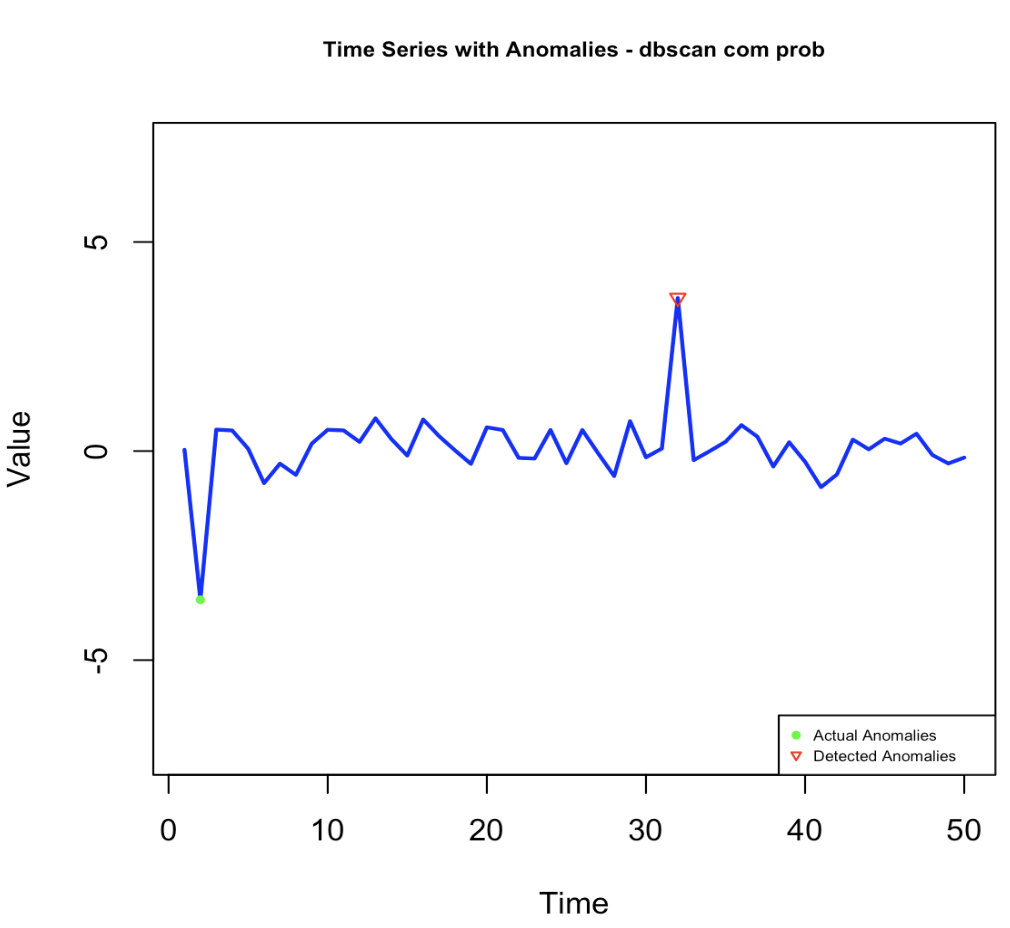 Time Series with Anomalies - dbscan com prob
Value
5
0
-5
Actual Anomalies
Detected Anomalies
0 10 20 30 40 50
Time